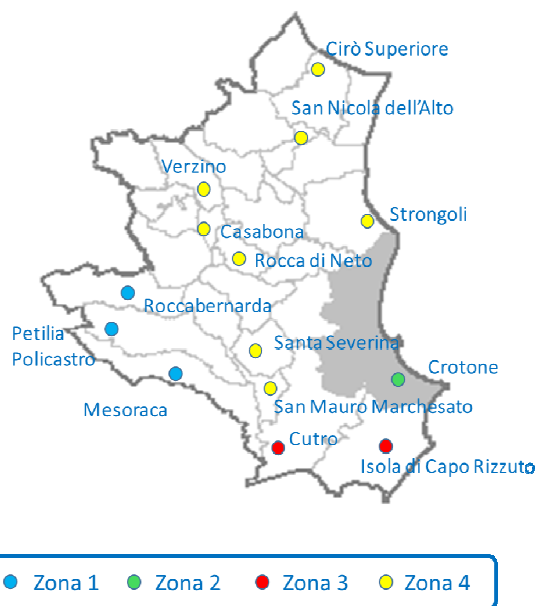 Cirò Superiore
San Nicola dell'Alto
Verzino
Strongoli
Casabona
Rocca di Neto
Roccabernarda
Petilia
Policastro
Santa Severina
Crotone
Mesoraca
San Mauro Marchesato
Cutro
Isola di Capo Rizzuto
Zona 1
Zona 2
Zona 3
Zona 4